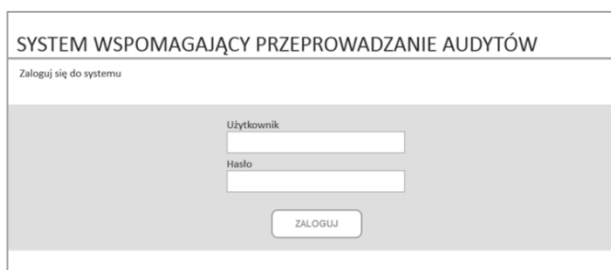 SYSTEM WSPOMAGAJĄCY PRZEPROWADZANIE AUDYTÓW
Zaloguj się do systemu
Użytkownik
Hasło
ZALOGUJ